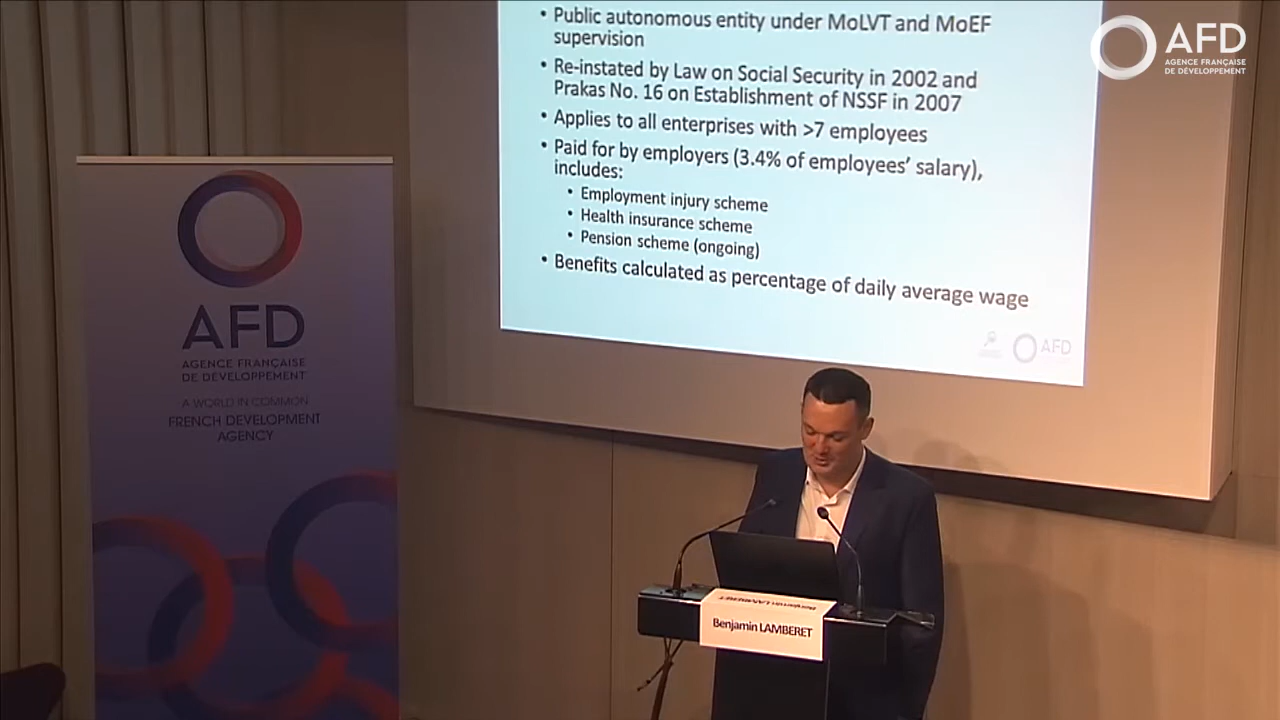 • Public autonomous entity under MoLVT and MoEF
supervision
• Re-instated by Law on Social Security in 2002 and
Prakas No. 16 on Establishment of NSSF in 2007
• Applies to all enterprises with >7 employees
• Paid for by employers (3.4% of employees’ salary),
includes:
• Employment injury scheme
• Health insurance scheme
• Pension scheme (ongoing)
• Benefits calculated as percentage of daily average wage
AFD
AFD
AGENCE FRANÇAISE
DE DÉVELOPPEMENT
AFD
AGENCE FRANÇAISE
DE DÉVELOPPEMENT
A WORLD IN COMMON
FRENCH DEVELOPMENT
AGENCY
Benjamin LAMBERET
Benjamin LAMBERET